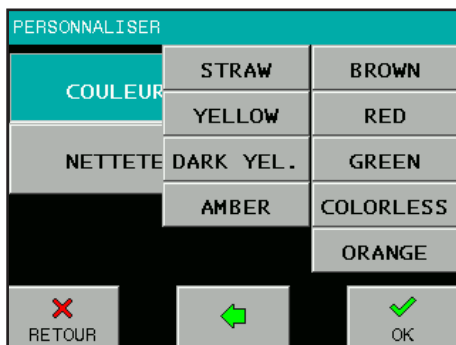 PERSONNALISER
COULEUR
NETTETE
STRAW
YELLOW
DARK YEL.
AMBER
BROWN
RED
GREEN
COLORLESS
ORANGE
RETOUR
OK